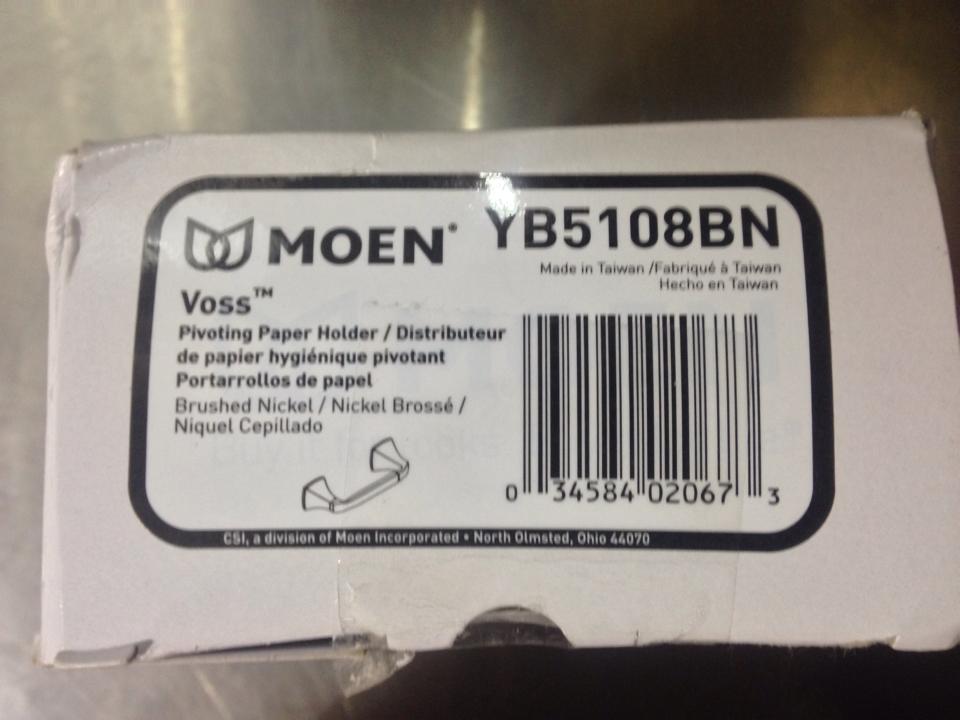 MOEN®
YB5108BN
Made in Taiwan /Fabriqué à Taiwan
Hecho en Taiwan
Voss™
Pivoting Paper Holder / Distributeur
de papier hygiénique pivotant
Portarrollos de papel
Brushed Nickel / Nickel Brossé /
Niquel Cepillado
0 34584 02067 3
CSI, a division of Moen Incorporated • North Olmsted, Ohio 44070